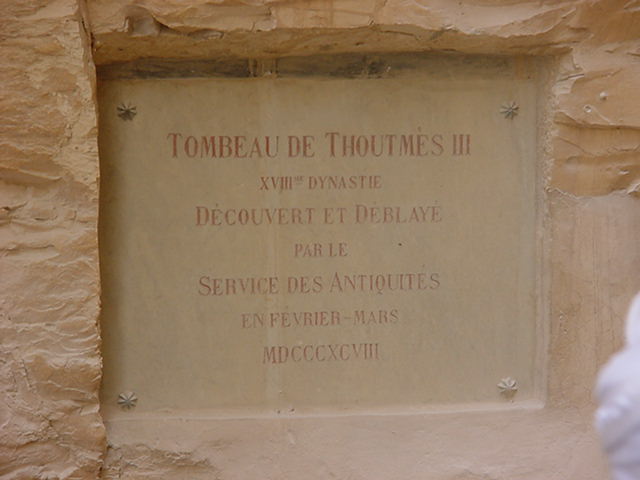 TOMBEAU DE THOUTMÈS III
XVIIIᴹᴱ DYNASTIE
DÉCOUVERT ET DÉBLAYÉ
PAR LE
SERVICE DES ANTIQUITÉS
EN FÉVRIER-MARS
MDCCCXCVIII